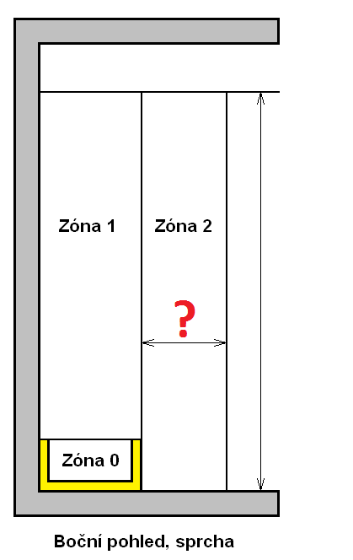 Zóna 1 Zóna 2
?
Zóna 0
Boční pohled, sprcha